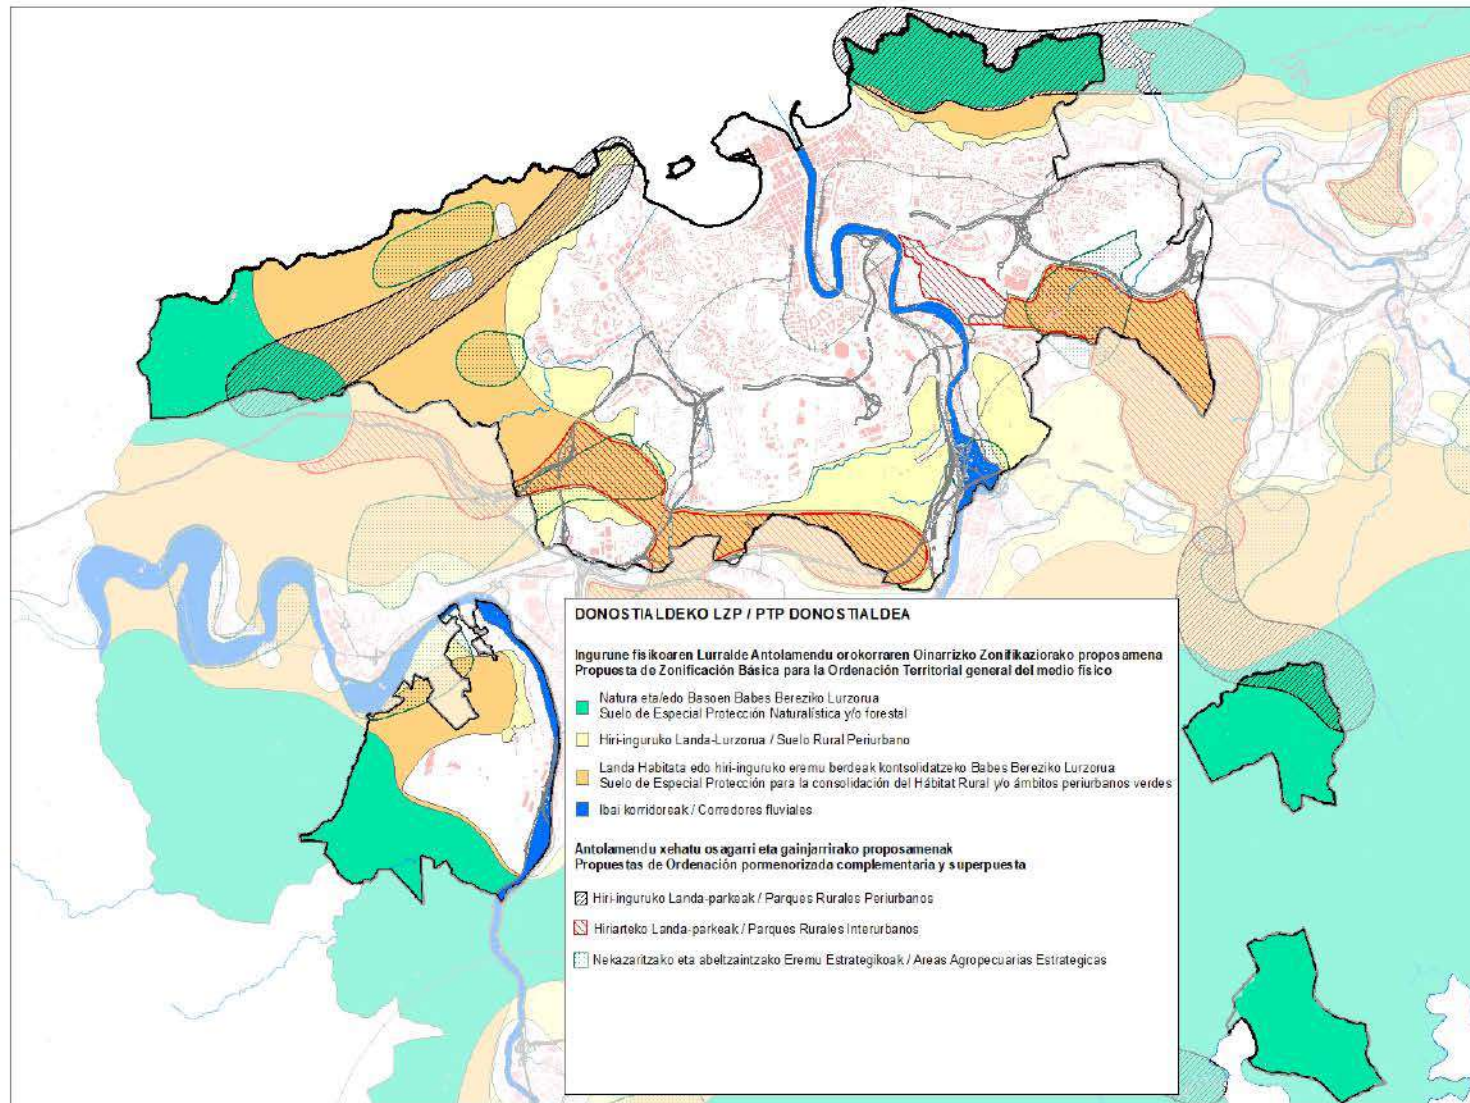 DONOSTIALDEKO LZP / PTP DONOSTIALDEA
Ingurune fisikoaren Lurralde Antolamendu orokorraren Oinarrizko Zonifikaziorako proposamena
Propuesta de Zonificación Básica para la Ordenación Territorial general del medio físico
Natura eta/edo Basoen Babes Bereziko Lurzorua
Suelo de Especial Protección Naturalística y/o forestal
Hiri-inguruko Landa-Lurzorua / Suelo Rural Periurbano
Landa Habitata edo hiri-inguruko eremu berdeak kontsolidatzeko Babes Bereziko Lurzorua
Suelo de Especial Protección para la consolidación del Hábitat Rural y/o ámbitos periurbanos verdes
Ibai korridoreak / Corredores fluviales
Antolamendu xehatu osagarri eta gainjarrirako proposamenak
Propuestas de Ordenación pormenorizada complementaria y superpuesta
Hiri-inguruko Landa-parkeak / Parques Rurales Periurbanos
Hiriarteko Landa-parkeak / Parques Rurales Interurbanos
Nekazaritzako eta abeltzaintzako Eremu Estrategikoak / Areas Agropecuarias Estrategicas